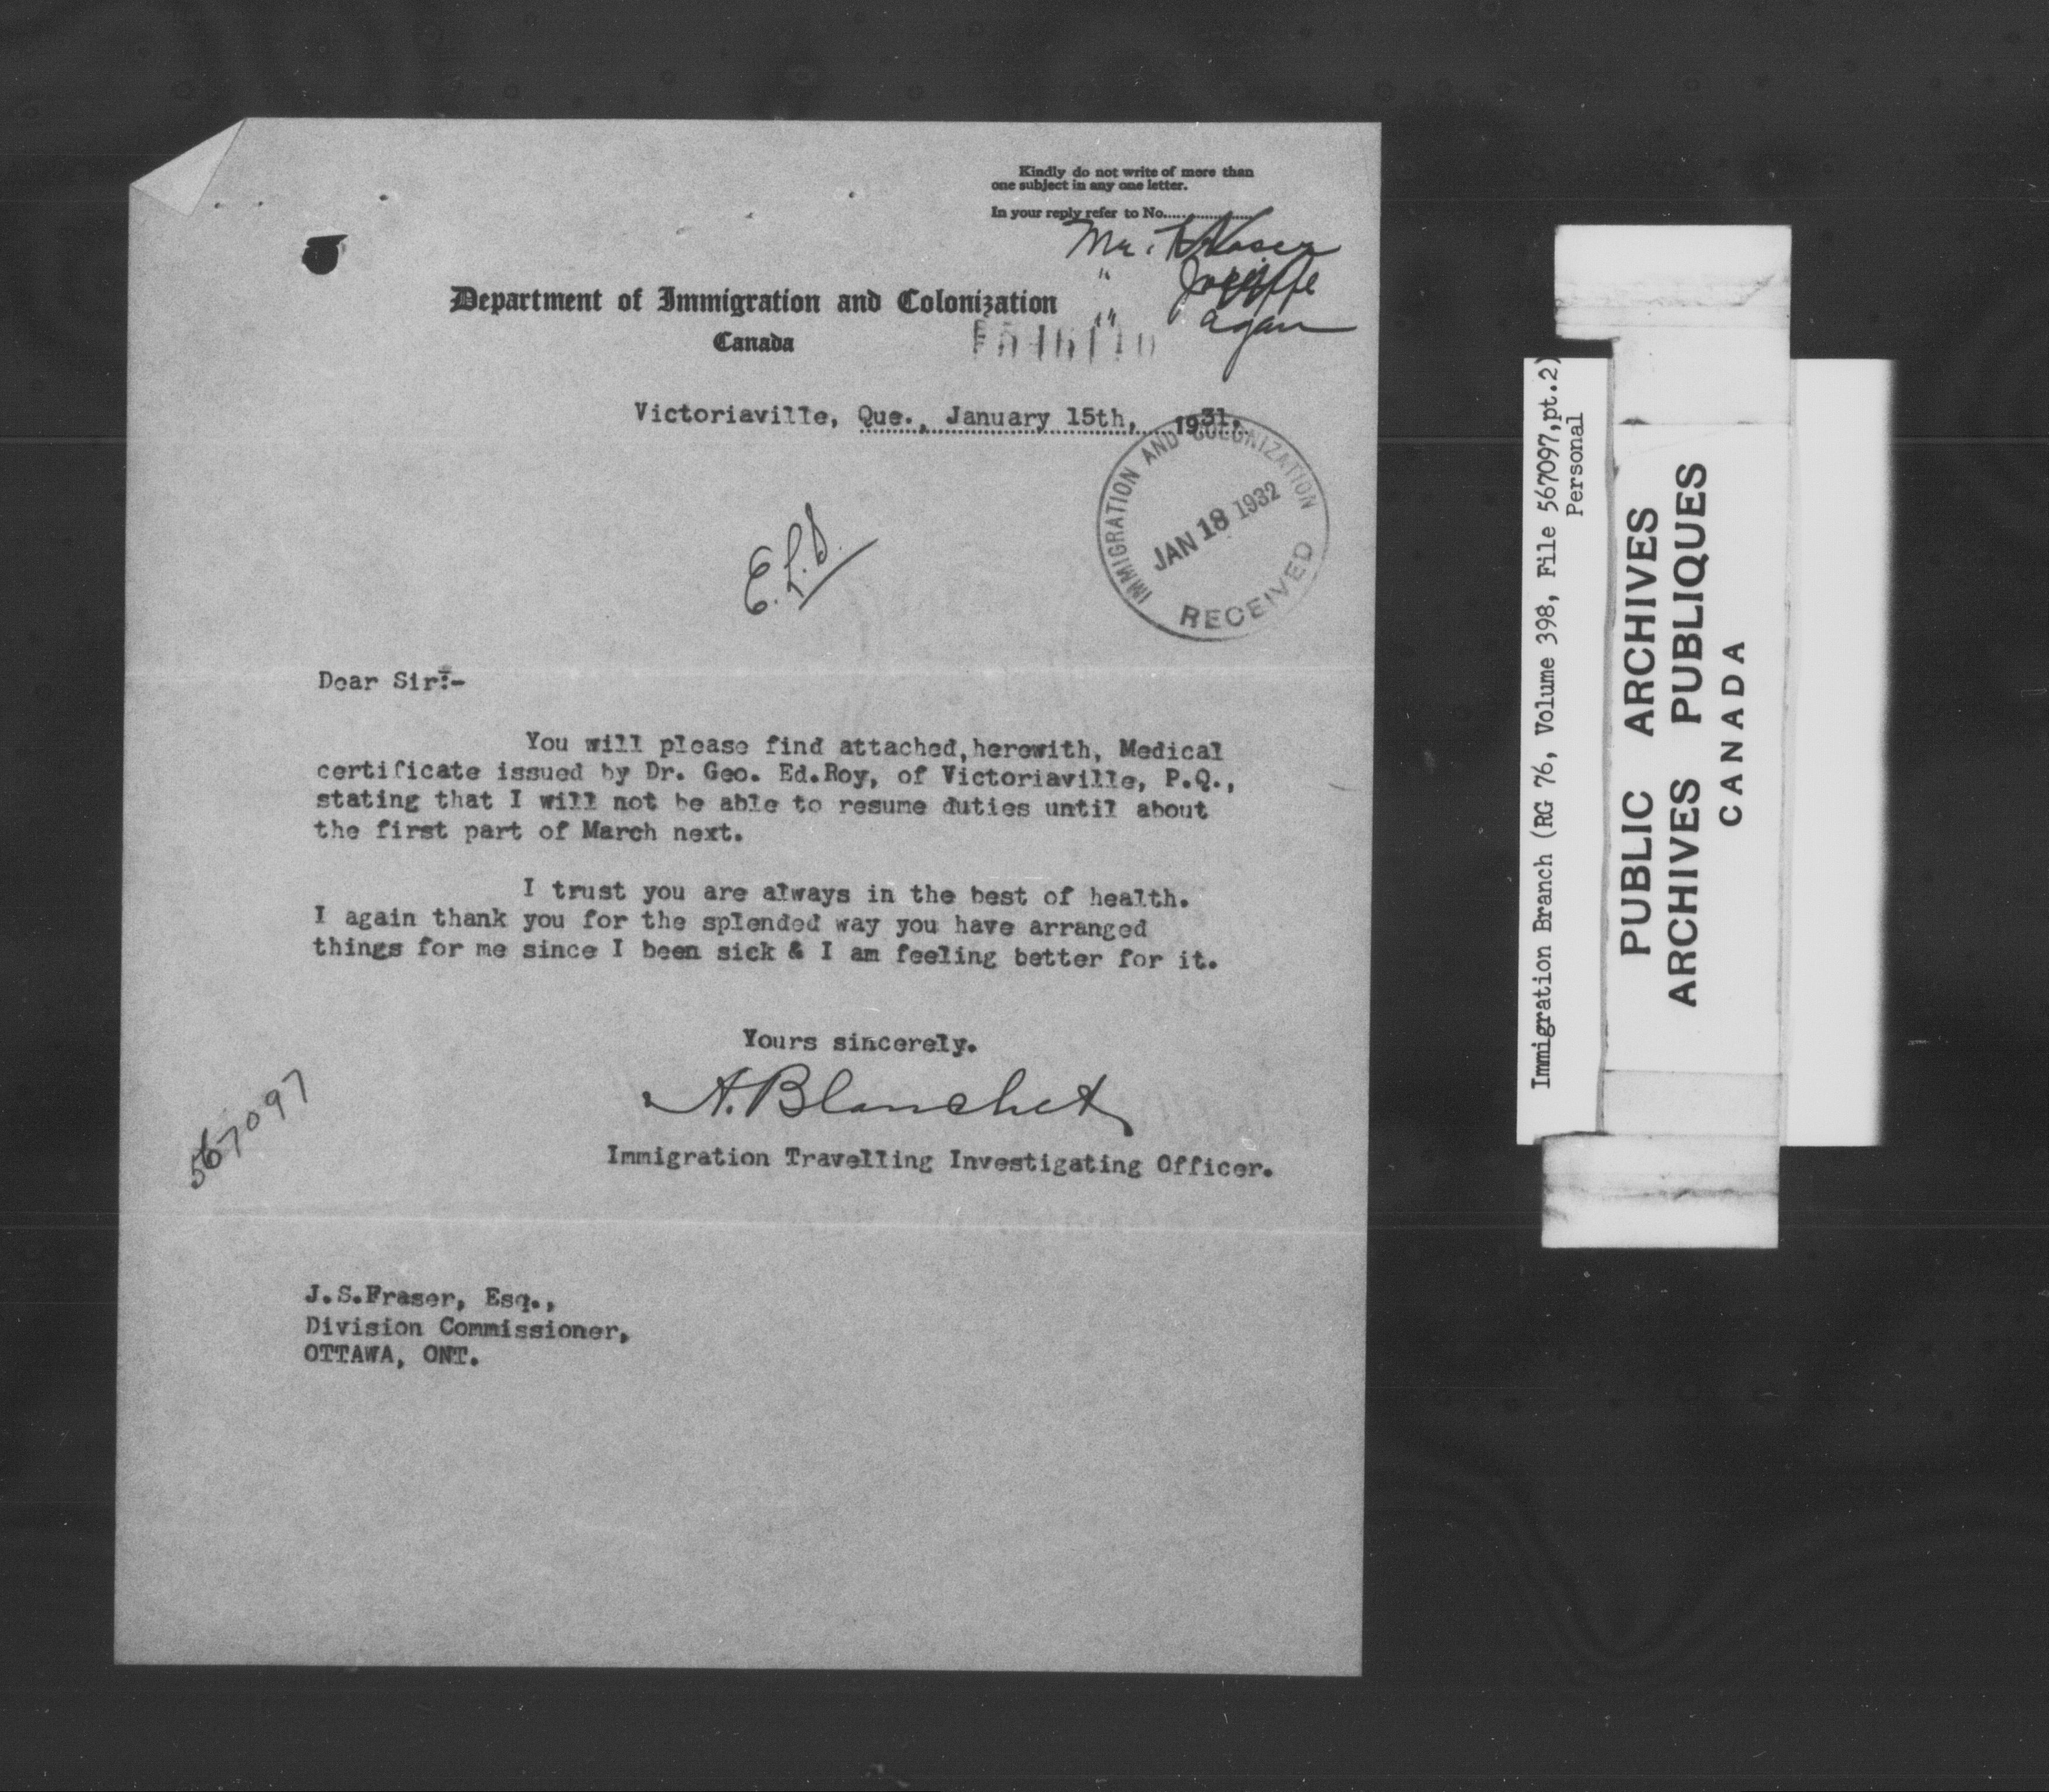 Kindly do not write of more than
one subject in any one letter.
In your reply refer to No.
Mr. Fraser
" Jolliffe
" Agar
Department of Immigration and Colonization
Canada
Victoriaville, Que., January 15th, 1931.
IMMIGRATION AND COLONIZATION
JAN 18 1932
RECEIVED
Dear Sir:-
You will please find attached, herewith, Medical
certificate issued by Dr. Geo. Ed.Roy, of Victoriaville, P.Q.,
stating that I will not be able to resume duties until about
the first part of March next.
I trust you are always in the best of health.
I again thank you for the splended way you have arranged
things for me since I been sick & I am feeling better for it.
Yours sincerely.
A. Blanchet
Immigration Travelling Investigating Officer.
567097
J.S.Fraser, Esq.,
Division Commissioner,
OTTAWA, ONT.
Immigration Branch (RG 76, Volume 398, File 567097,pt.2)
Personal
PUBLIC ARCHIVES
ARCHIVES PUBLIQUES
CANADA